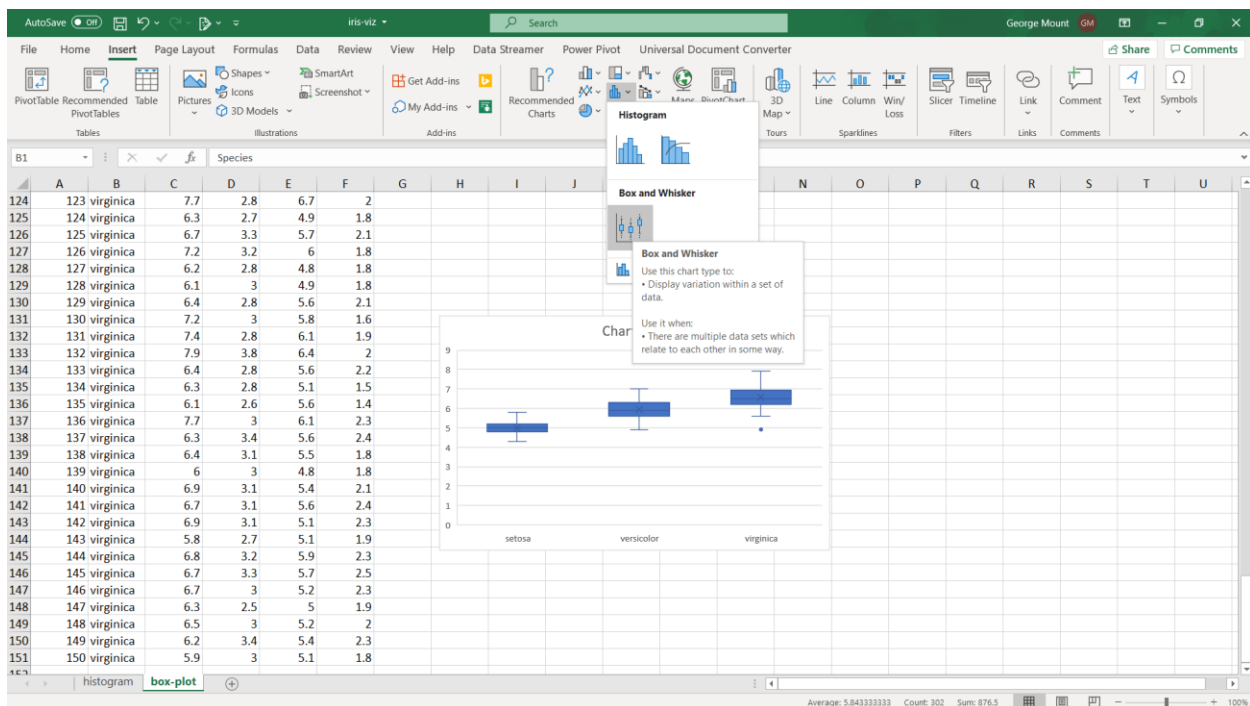 AutoSave Off iris-viz Search George Mount GM
File Home Insert Page Layout Formulas Data Review View Help Data Streamer Power Pivot Universal Document Converter Share Comments
PivotTable Recommended PivotTables Table Pictures Shapes Icons 3D Models SmartArt Screenshot Get Add-ins My Add-ins Recommended Charts Maps PivotChart 3D Map Line Column Win/Loss Slicer Timeline Link Comment Text Symbols
Tables Illustrations Add-ins Tours Sparklines Filters Links Comments
Histogram
Box and Whisker
Box and Whisker
Use this chart type to:
• Display variation within a set of
data.
Use it when:
• There are multiple data sets which
relate to each other in some way.
B1 fx Species
A B C D E F G H I J N O P Q R S T U
124 123 virginica 7.7 2.8 6.7 2
125 124 virginica 6.3 2.7 4.9 1.8
126 125 virginica 6.7 3.3 5.7 2.1
127 126 virginica 7.2 3.2 6 1.8
128 127 virginica 6.2 2.8 4.8 1.8
129 128 virginica 6.1 3 4.9 1.8
130 129 virginica 6.4 2.8 5.6 2.1
131 130 virginica 7.2 3 5.8 1.6
132 131 virginica 7.4 2.8 6.1 1.9
133 132 virginica 7.9 3.8 6.4 2
134 133 virginica 6.4 2.8 5.6 2.2
135 134 virginica 6.3 2.8 5.1 1.5
136 135 virginica 6.1 2.6 5.6 1.4
137 136 virginica 7.7 3 6.1 2.3
138 137 virginica 6.3 3.4 5.6 2.4
139 138 virginica 6.4 3.1 5.5 1.8
140 139 virginica 6 3 4.8 1.8
141 140 virginica 6.9 3.1 5.4 2.1
142 141 virginica 6.7 3.1 5.6 2.4
143 142 virginica 6.9 3.1 5.1 2.3
144 143 virginica 5.8 2.7 5.1 1.9
145 144 virginica 6.8 3.2 5.9 2.3
146 145 virginica 6.7 3.3 5.7 2.5
147 146 virginica 6.7 3 5.2 2.3
148 147 virginica 6.3 2.5 5 1.9
149 148 virginica 6.5 3 5.2 2
150 149 virginica 6.2 3.4 5.4 2.3
151 150 virginica 5.9 3 5.1 1.8
Char
9
8
7
6
5
4
3
2
1
0
setosa versicolor virginica
histogram box-plot
Average: 5.843333333 Count: 302 Sum: 876.5 100%